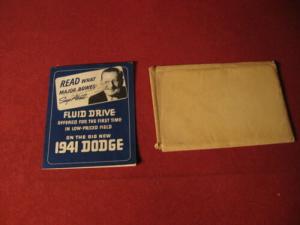 READ WHAT
MAJOR BOWES
Says About
FLUID DRIVE
OFFERED FOR THE FIRST TIME
IN LOW-PRICED FIELD
ON THE BIG NEW
1941 DODGE